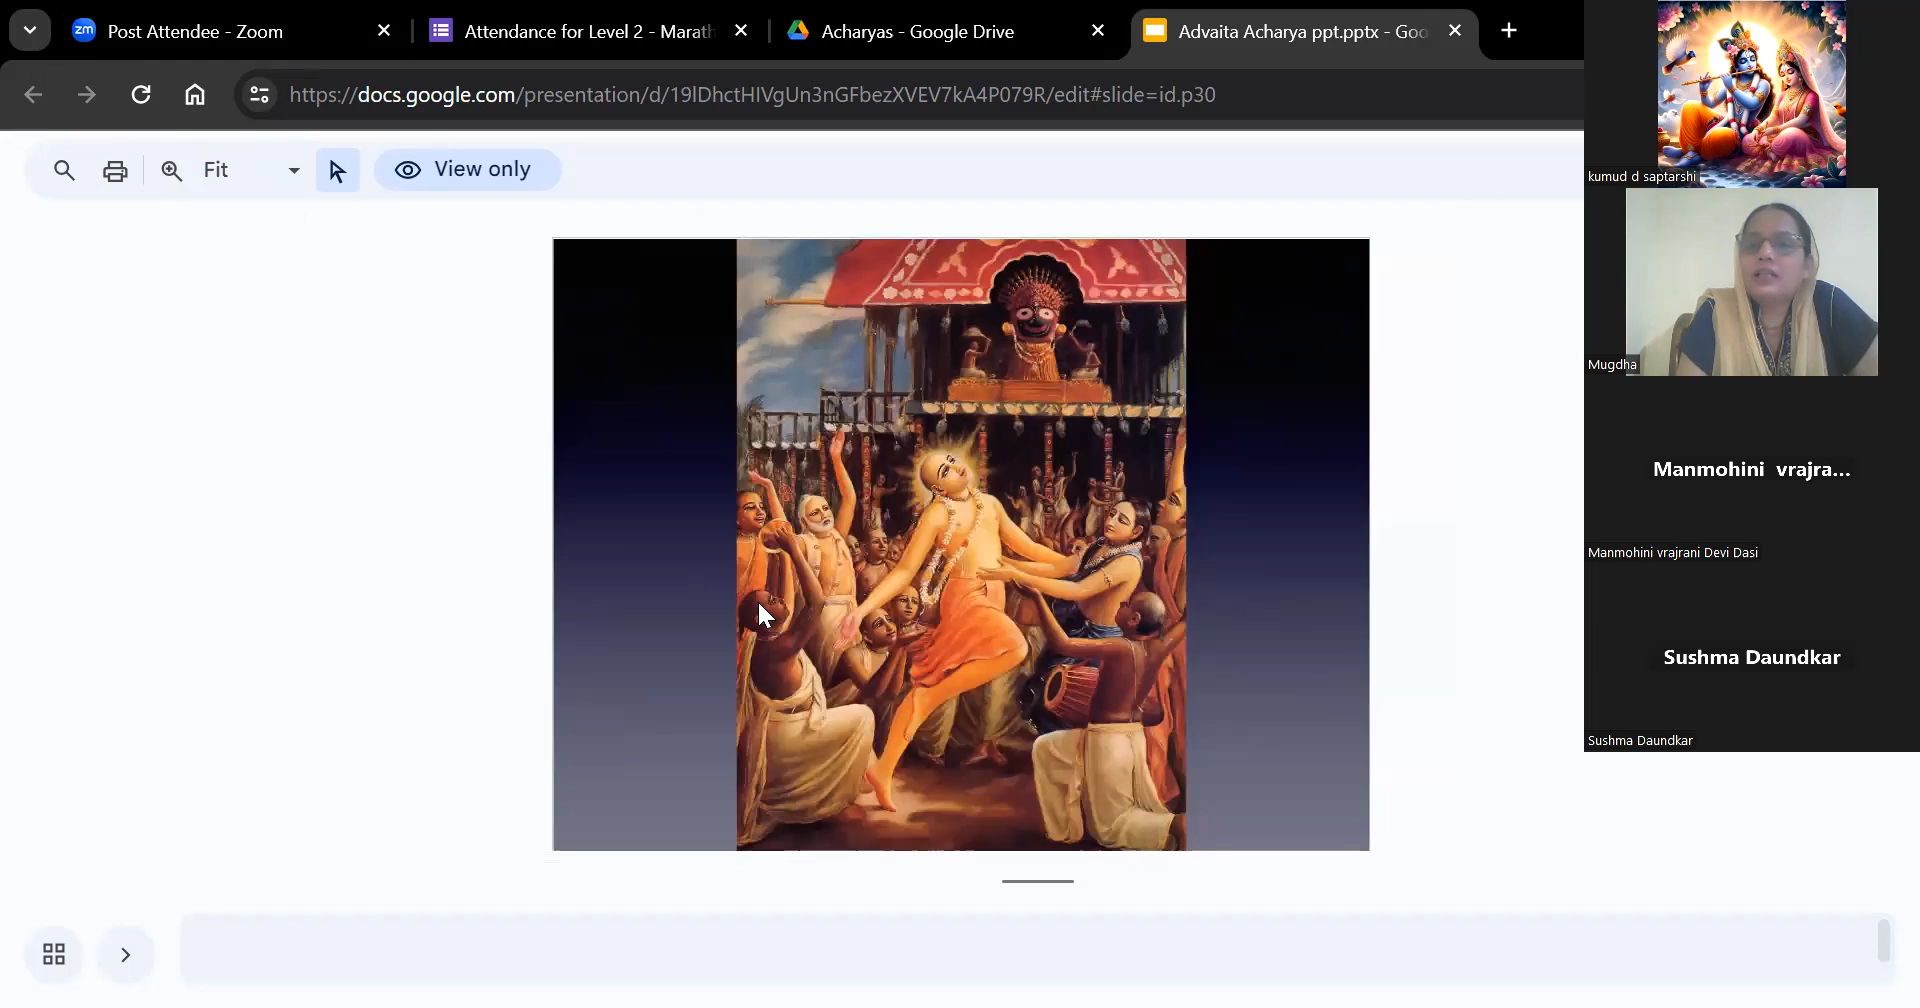 Post Attendee - Zoom
Attendance for Level 2 - Marath
Acharyas - Google Drive
Advaita Acharya ppt.pptx - Goo
https://docs.google.com/presentation/d/19lDhctHIVgUn3nGFbezXVEV7kA4P079R/edit#slide=id.p30
Fit
View only
kumud d saptarshi
Mugdha
Manmohini vrajra...
Manmohini vrajrani Devi Dasi
Sushma Daundkar
Sushma Daundkar
zm